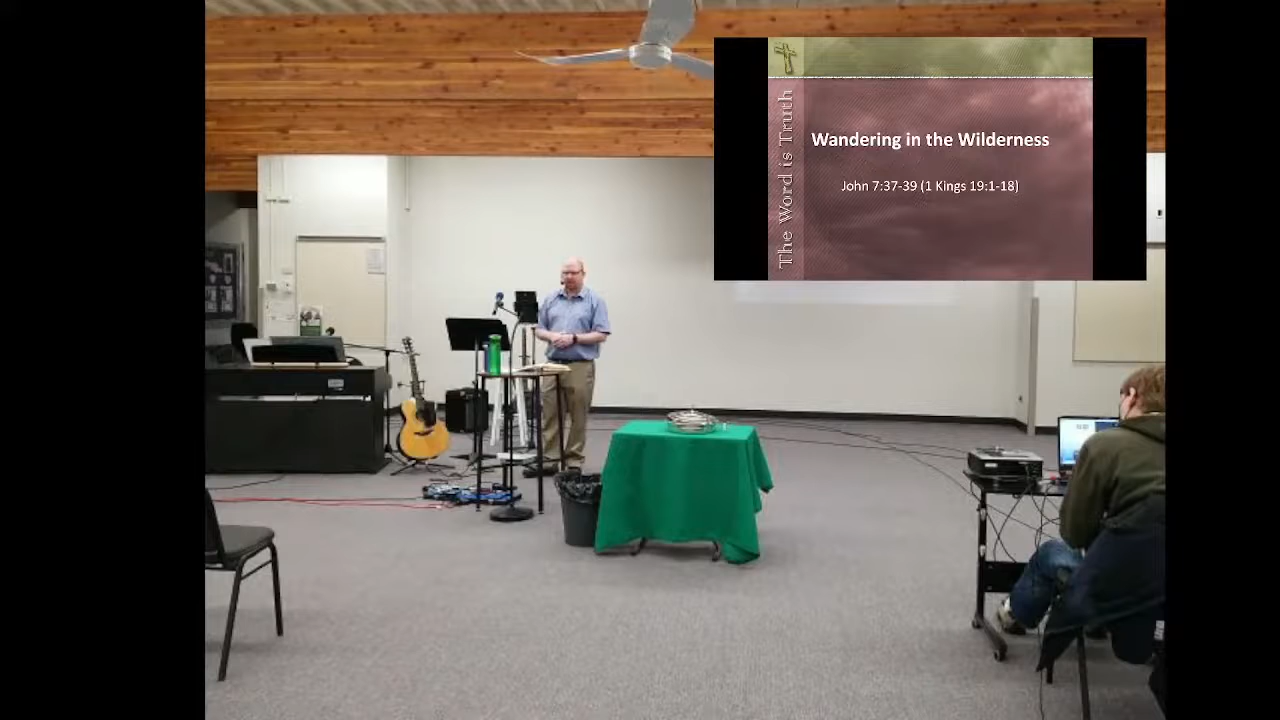 The Word is Truth
Wandering in the Wilderness
John 7:37-39 (1 Kings 19:1-18)